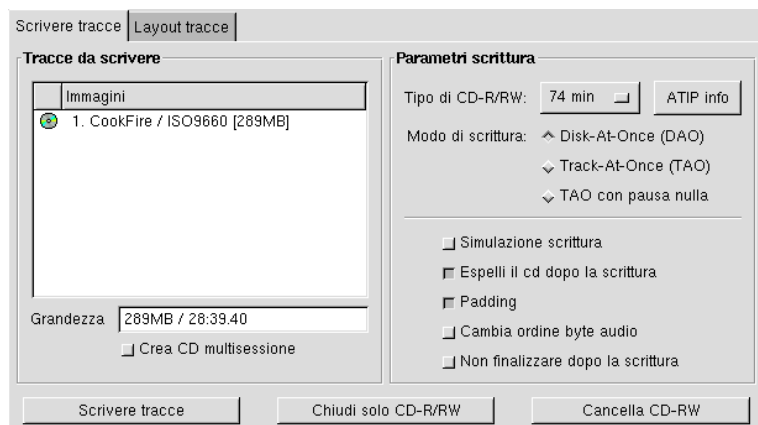 Scrivere tracce
Layout tracce
Tracce da scrivere
Immagini
1. CookFire / ISO9660 [289MB]
Grandezza
289MB / 28:39.40
Crea CD multisessione
Parametri scrittura
Tipo di CD-R/RW:
74 min
ATIP info
Modo di scrittura:
Disk-At-Once (DAO)
Track-At-Once (TAO)
TAO con pausa nulla
Simulazione scrittura
Espelli il cd dopo la scrittura
Padding
Cambia ordine byte audio
Non finalizzare dopo la scrittura
Scrivere tracce
Chiudi solo CD-R/RW
Cancella CD-RW